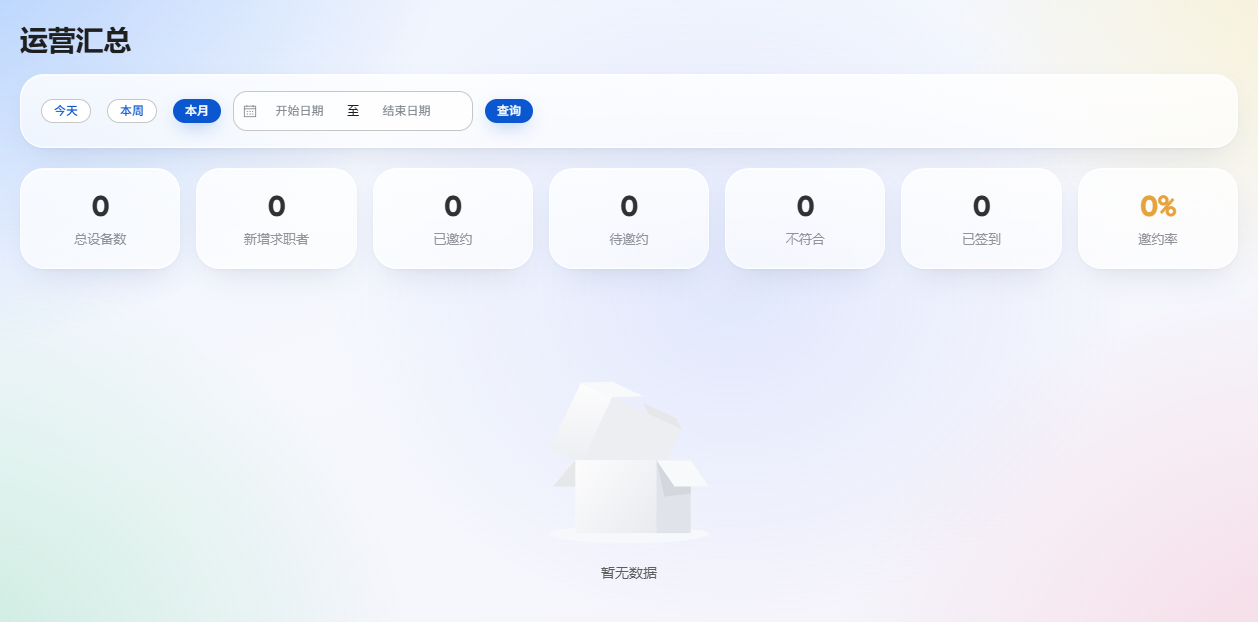 运营汇总
今天 本周 本月 开始日期 至 结束日期 查询
0 0 0 0 0 0 0%
总设备数 新增求职者 已邀约 待邀约 不符合 已签到 邀约率
暂无数据